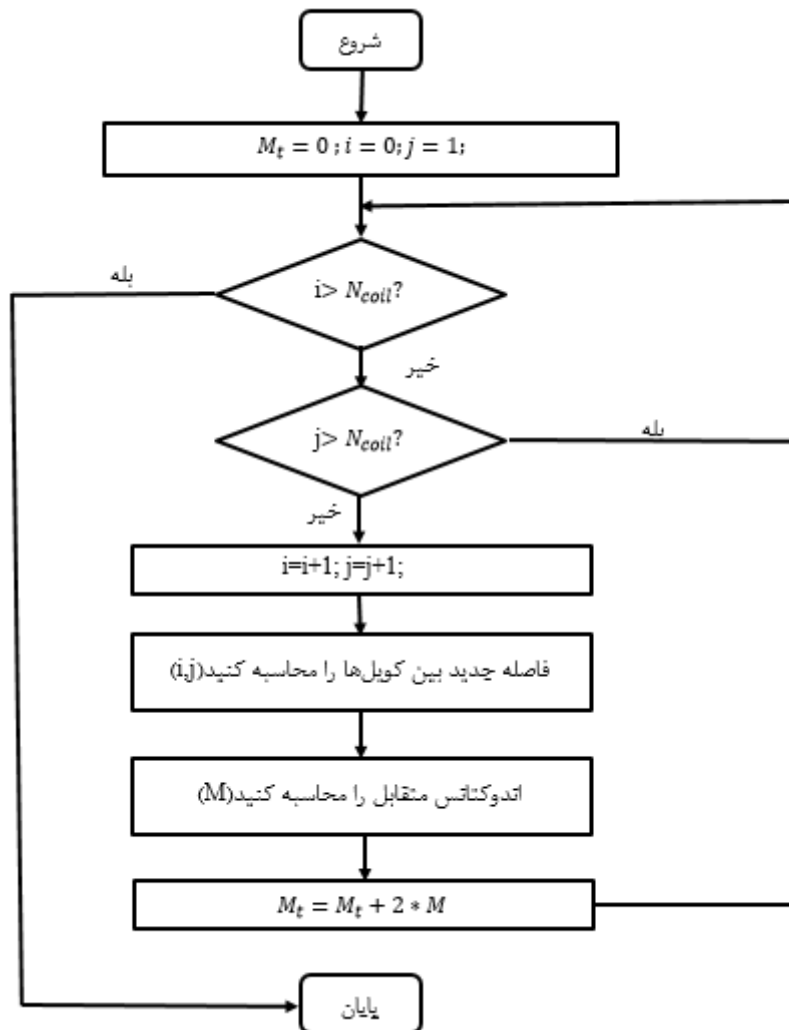 شروع
M_t = 0 ; i = 0; j = 1;
i> N_coil?
بله
خیر
j> N_coil?
بله
خیر
i=i+1; j=j+1;
فاصله جدید بین کویل‌ها را محاسبه کنید(i,j)
اندوکتانس متقابل را محاسبه کنید(M)
M_t = M_t + 2 * M
پایان